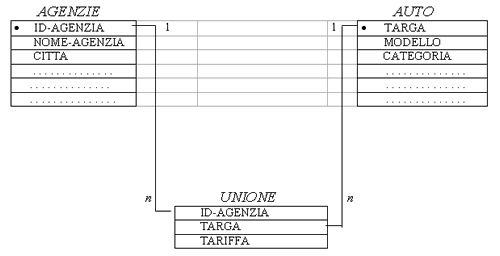 AGENZIE AUTO
• ID-AGENZIA 1 1 • TARGA
NOME-AGENZIA MODELLO
CITTA CATEGORIA
. . . . . . . . . . . . . . . . . . . . . . . . . . . .
. . . . . . . . . . . . . . . . . . . . . . . . . . . .
. . . . . . . . . . . . . . . . . . . . . . . . . . . .
n UNIONE n
ID-AGENZIA
TARGA
TARIFFA